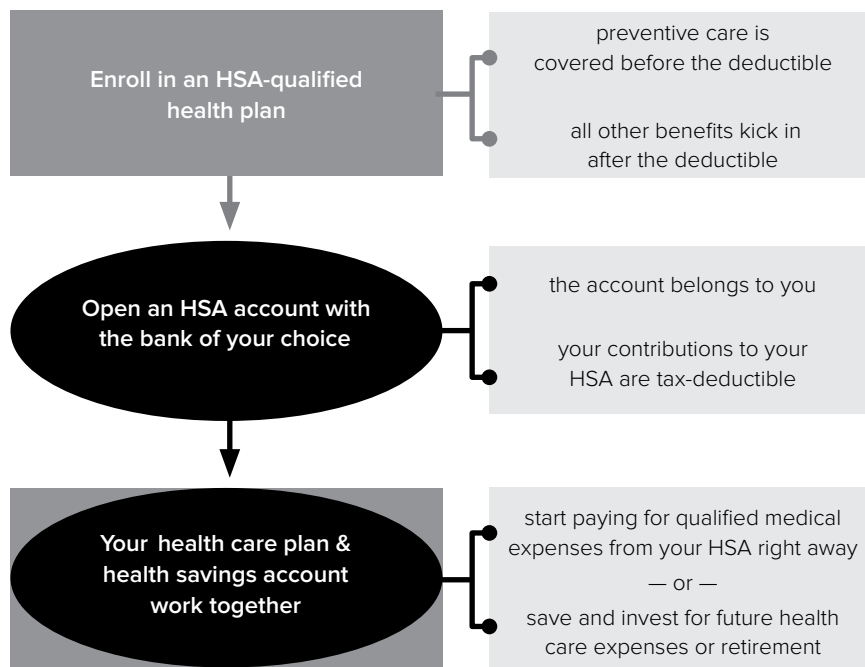 Enroll in an HSA-qualified
health plan
preventive care is
covered before the deductible
all other benefits kick in
after the deductible
Open an HSA account with
the bank of your choice
the account belongs to you
your contributions to your
HSA are tax-deductible
Your health care plan &
health savings account
work together
start paying for qualified medical
expenses from your HSA right away
— or —
save and invest for future health
care expenses or retirement